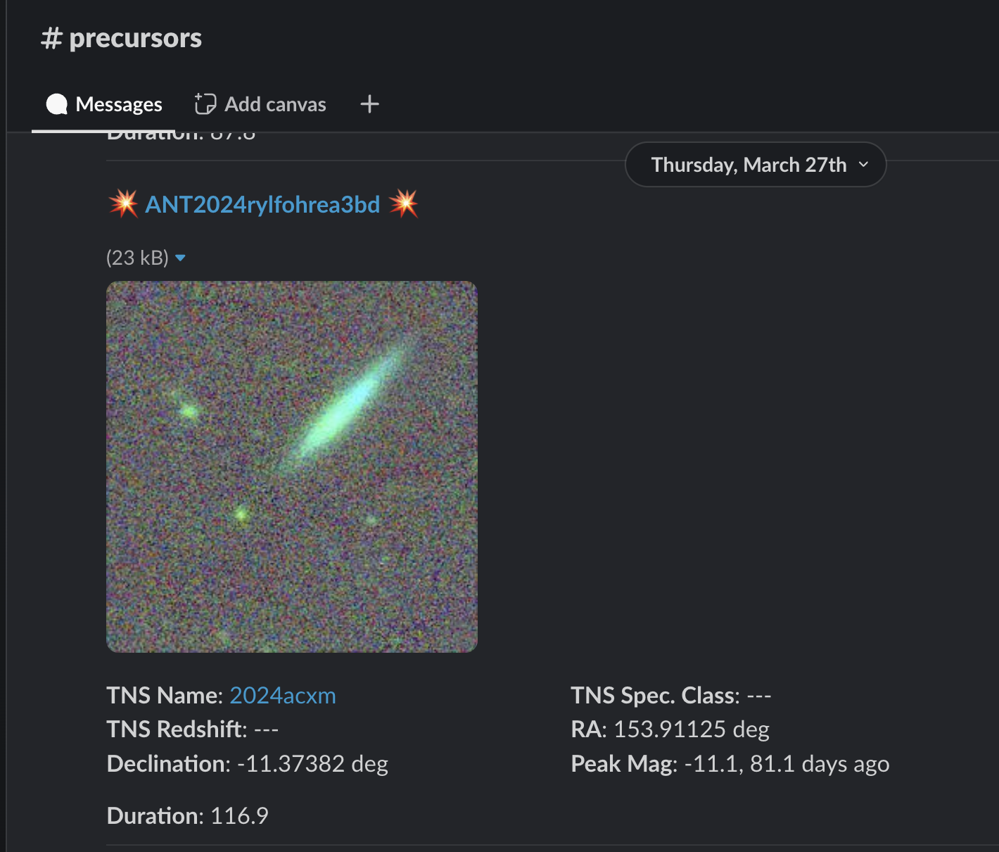 # precursors
Messages Add canvas +
Duration: 87.8
Thursday, March 27th
💥 ANT2024rylfohrea3bd 💥
(23 kB)
TNS Name: 2024acxm
TNS Spec. Class: ---
TNS Redshift: ---
RA: 153.91125 deg
Declination: -11.37382 deg
Peak Mag: -11.1, 81.1 days ago
Duration: 116.9